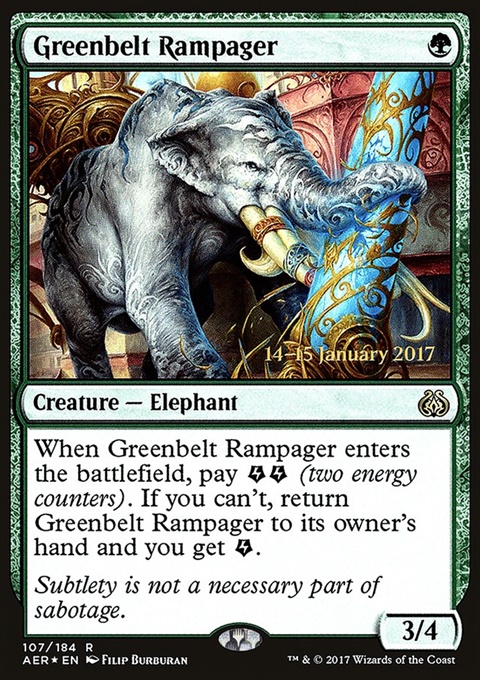 Greenbelt Rampager
14–15 January 2017
Creature — Elephant
When Greenbelt Rampager enters
the battlefield, pay (two energy
counters). If you can't, return
Greenbelt Rampager to its owner's
hand and you get .
Subtlety is not a necessary part of
sabotage.
3/4
107/184 R
AER★EN Filip Burburan
™ & © 2017 Wizards of the Coast